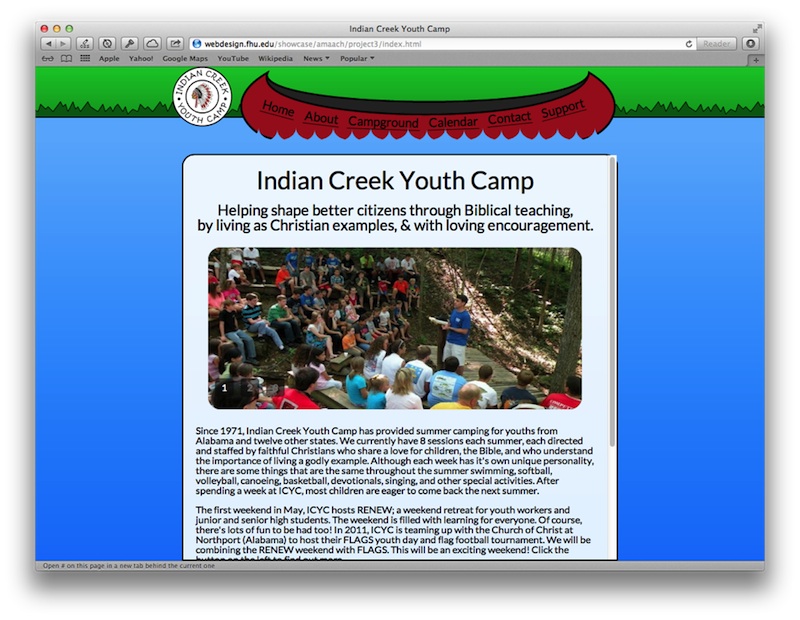 Indian Creek Youth Camp
webdesign.fhu.edu/showcase/amaach/project3/index.html
Reader
Apple Yahoo! Google Maps YouTube Wikipedia News Popular
INDIAN CREEK
YOUTH CAMP
Home About Campground Calendar Contact Support
Indian Creek Youth Camp
Helping shape better citizens through Biblical teaching,
by living as Christian examples, & with loving encouragement.
1 2
Since 1971, Indian Creek Youth Camp has provided summer camping for youths from
Alabama and twelve other states. We currently have 8 sessions each summer, each directed
and staffed by faithful Christians who share a love for children, the Bible, and who understand
the importance of living a godly example. Although each week has it's own unique personality,
there are some things that are the same throughout the summer swimming, softball,
volleyball, canoeing, basketball, devotionals, singing, and other special activities. After
spending a week at ICYC, most children are eager to come back the next summer.
The first weekend in May, ICYC hosts RENEW; a weekend retreat for youth workers and
junior and senior high students. The weekend is filled with learning for everyone. Of course,
there's lots of fun to be had too! In 2011, ICYC is teaming up with the Church of Christ at
Northport (Alabama) to host their FLAGS youth day and flag football tournament. We will be
combining the RENEW weekend with FLAGS. This will be an exciting weekend! Click the
button on the left to find out more.
Open # on this page in a new tab behind the current one